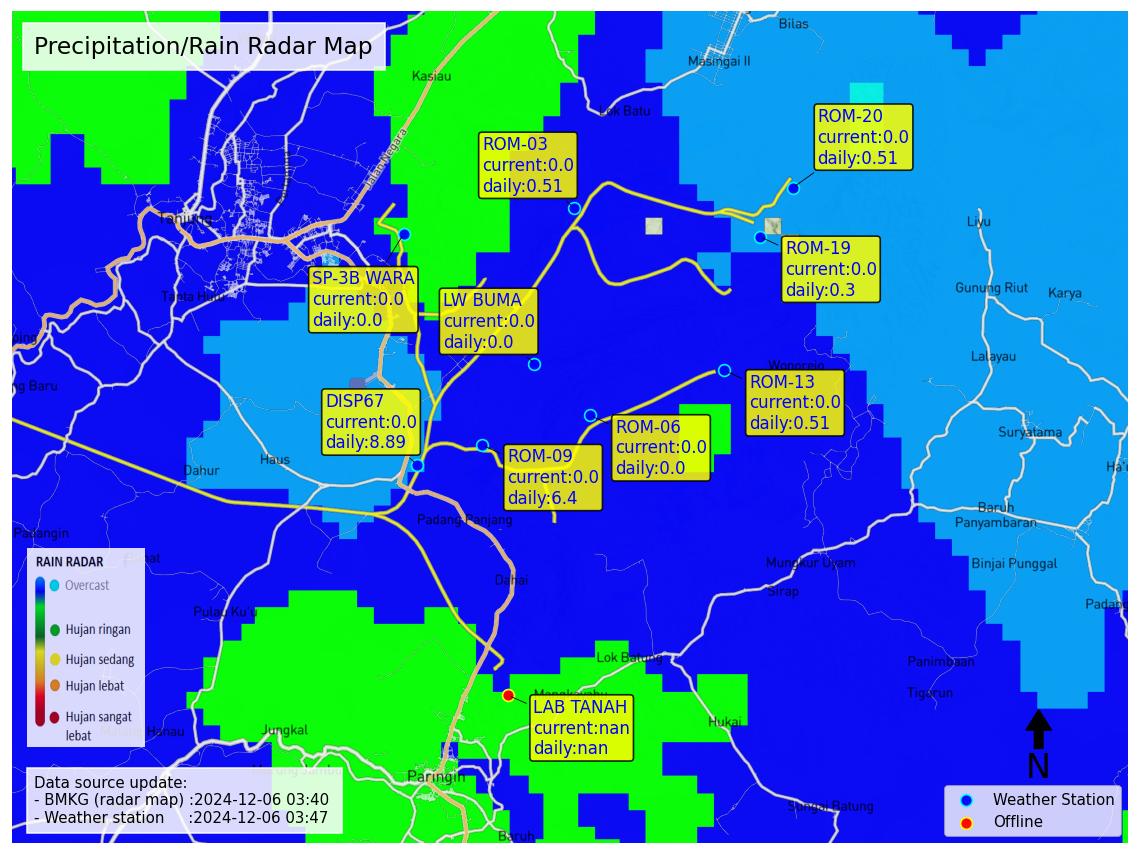 Precipitation/Rain Radar Map
Bilas
Masingai II
Kasiau
Lok Batu
Jalan Negara
ROM-20
current:0.0
daily:0.51
ROM-03
current:0.0
daily:0.51
Tanjung
Liyu
ROM-19
current:0.0
daily:0.3
SP-3B WARA
current:0.0
daily:0.0
LW BUMA
current:0.0
daily:0.0
Gunung Riut
Karya
Lalayau
ng Baru
Wonorejo
ROM-13
current:0.0
daily:0.51
DISP67
current:0.0
daily:8.89
ROM-06
current:0.0
daily:0.0
Suryatama
ROM-09
current:0.0
daily:6.4
Haus
Dahur
Baruh
Panyambaran
Padang Panjang
Padangin
Mungkur Uyam
Binjai Punggal
Dahai
Sirap
Padang
Pulau Ku'u
RAIN RADAR
Overcast
Hujan ringan
Hujan sedang
Hujan lebat
Hujan sangat
lebat
Lok Batung
Panimbaan
Tigarun
LAB TANAH
current:nan
daily:nan
Hukai
Jungkal
N
Paringin
Sungai Batung
Baruh
Data source update:
- BMKG (radar map) :2024-12-06 03:40
- Weather station :2024-12-06 03:47
Weather Station
Offline